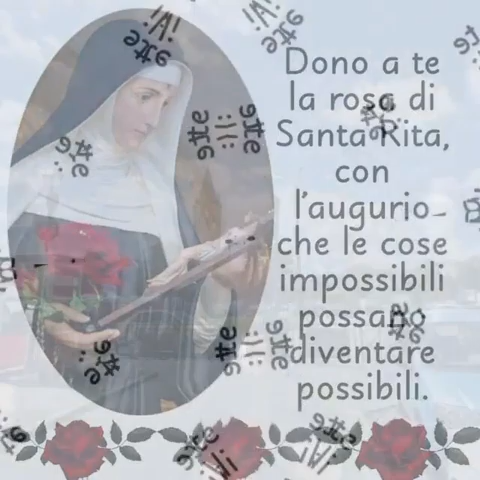 Dono a te
la rosa di
Santa Rita,
con
l'augurio
che le cose
impossibili
possano
diventare
possibili.